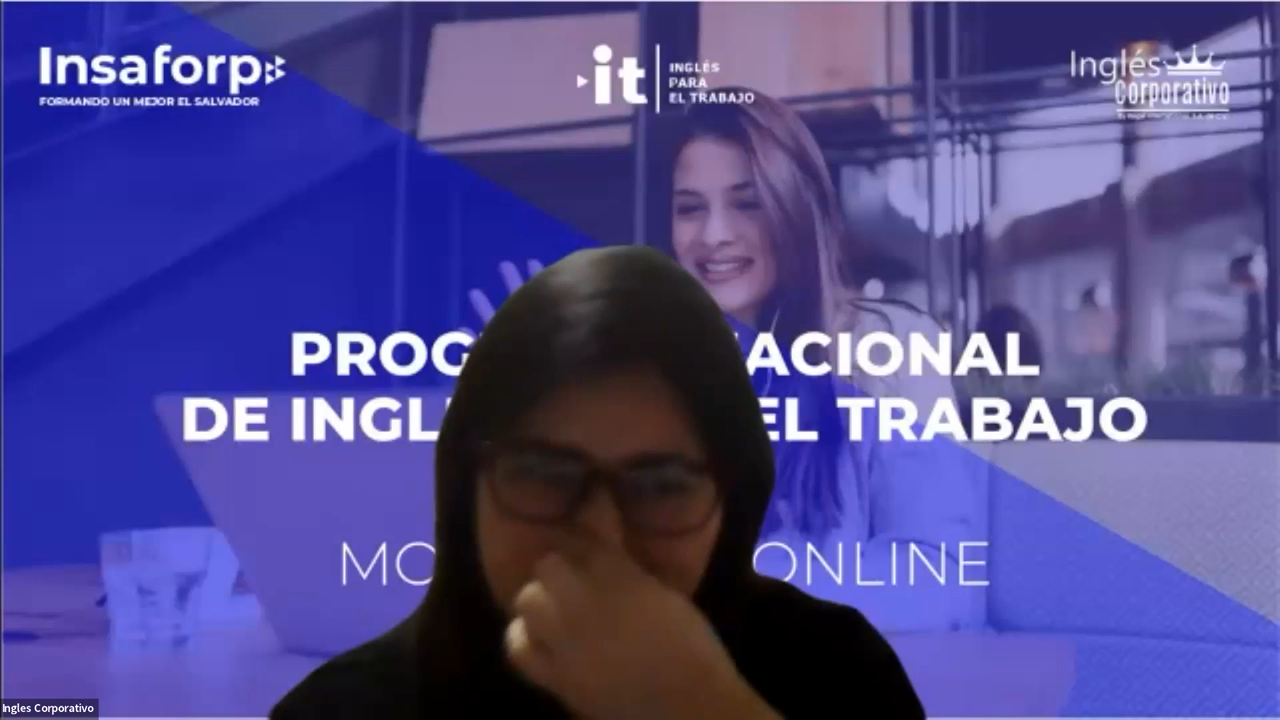 Insaforp
FORMANDO UN MEJOR EL SALVADOR
it
INGLÉS
PARA
EL TRABAJO
Inglés
corporativo
PROG ACIONAL
DE INGL EL TRABAJO
MO ONLINE
Ingles Corporativo